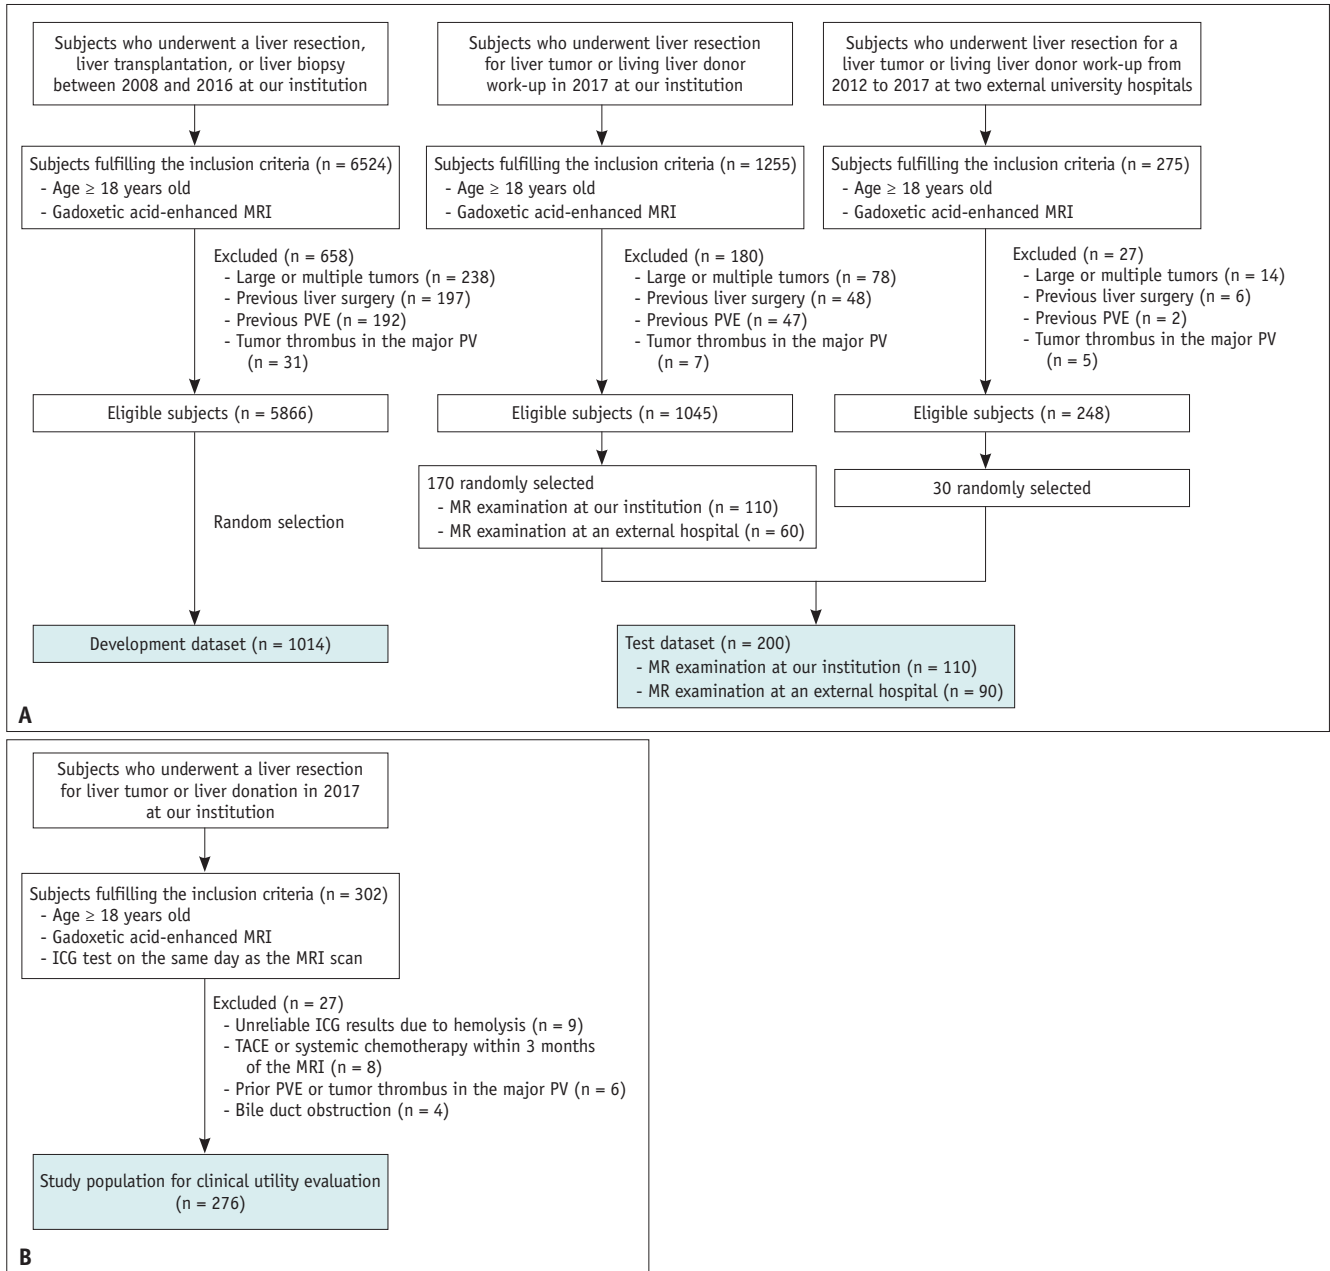 Subjects who underwent a liver resection,
liver transplantation, or liver biopsy
between 2008 and 2016 at our institution
Subjects fulfilling the inclusion criteria (n = 6524)
- Age ≥ 18 years old
- Gadoxetic acid-enhanced MRI
Excluded (n = 658)
- Large or multiple tumors (n = 238)
- Previous liver surgery (n = 197)
- Previous PVE (n = 192)
- Tumor thrombus in the major PV
(n = 31)
Eligible subjects (n = 5866)
Random selection
Development dataset (n = 1014)
Subjects who underwent liver resection
for liver tumor or living liver donor
work-up in 2017 at our institution
Subjects fulfilling the inclusion criteria (n = 1255)
- Age ≥ 18 years old
- Gadoxetic acid-enhanced MRI
Excluded (n = 180)
- Large or multiple tumors (n = 78)
- Previous liver surgery (n = 48)
- Previous PVE (n = 47)
- Tumor thrombus in the major PV
(n = 7)
Eligible subjects (n = 1045)
170 randomly selected
- MR examination at our institution (n = 110)
- MR examination at an external hospital (n = 60)
Subjects who underwent liver resection for a
liver tumor or living liver donor work-up from
2012 to 2017 at two external university hospitals
Subjects fulfilling the inclusion criteria (n = 275)
- Age ≥ 18 years old
- Gadoxetic acid-enhanced MRI
Excluded (n = 27)
- Large or multiple tumors (n = 14)
- Previous liver surgery (n = 6)
- Previous PVE (n = 2)
- Tumor thrombus in the major PV
(n = 5)
Eligible subjects (n = 248)
30 randomly selected
Test dataset (n = 200)
- MR examination at our institution (n = 110)
- MR examination at an external hospital (n = 90)
A
Subjects who underwent a liver resection
for liver tumor or liver donation in 2017
at our institution
Subjects fulfilling the inclusion criteria (n = 302)
- Age ≥ 18 years old
- Gadoxetic acid-enhanced MRI
- ICG test on the same day as the MRI scan
Excluded (n = 27)
- Unreliable ICG results due to hemolysis (n = 9)
- TACE or systemic chemotherapy within 3 months
of the MRI (n = 8)
- Prior PVE or tumor thrombus in the major PV (n = 6)
- Bile duct obstruction (n = 4)
Study population for clinical utility evaluation
(n = 276)
B